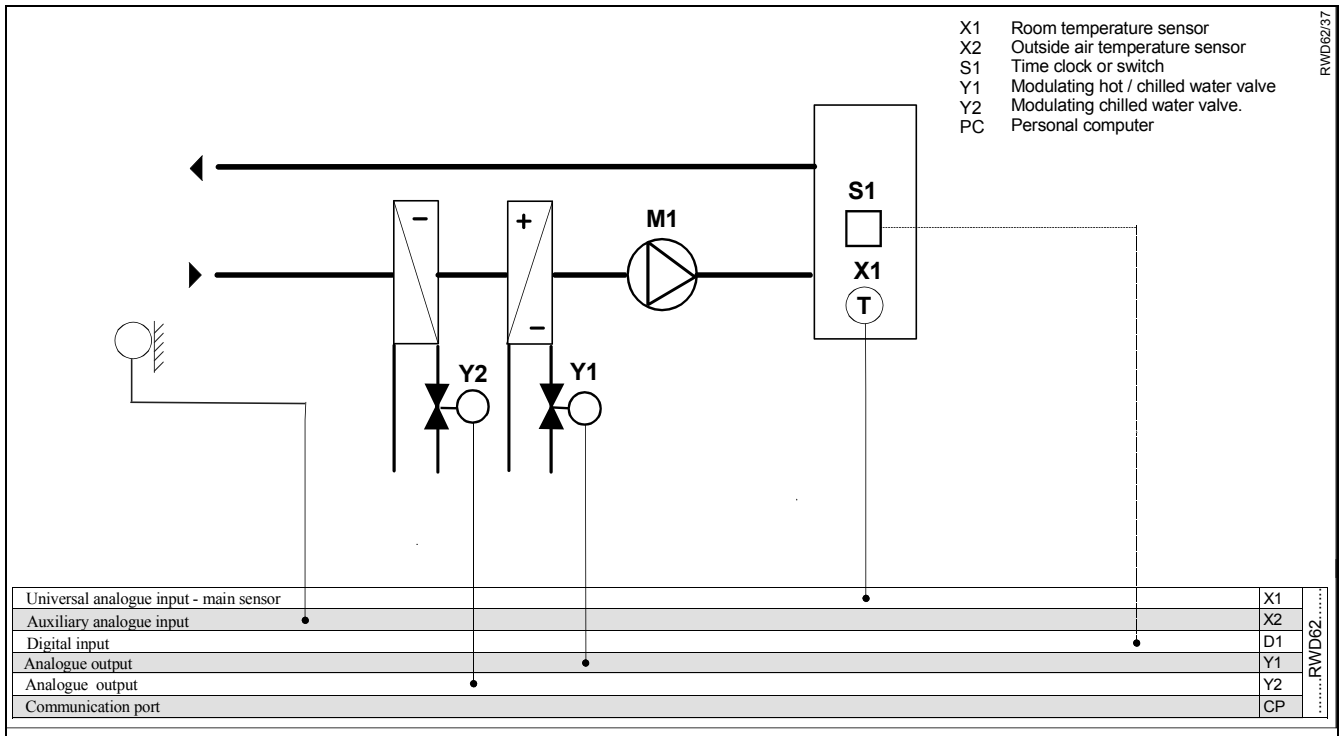 X1 Room temperature sensor
X2 Outside air temperature sensor
S1 Time clock or switch
Y1 Modulating hot / chilled water valve
Y2 Modulating chilled water valve.
PC Personal computer
RWD62/37
S1
M1
X1
T
- +
-
Y2 Y1
Universal analogue input - main sensor X1
Auxiliary analogue input X2
Digital input D1
Analogue output Y1
Analogue output Y2
Communication port CP
........RWD62........